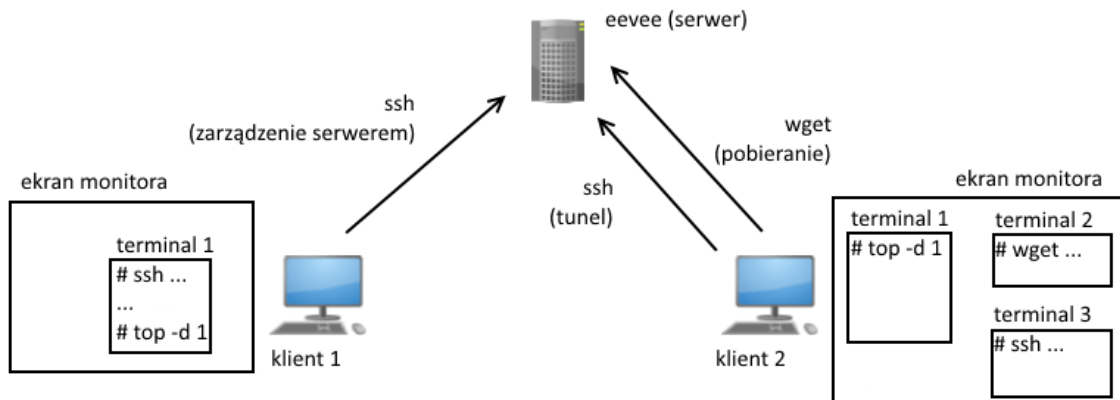 eevee (serwer)
ssh
(zarządzenie serwerem)
wget
(pobieranie)
ssh
(tunel)
ekran monitora
terminal 1
# ssh ...
...
# top -d 1
klient 1
klient 2
ekran monitora
terminal 1
# top -d 1
terminal 2
# wget ...
terminal 3
# ssh ...